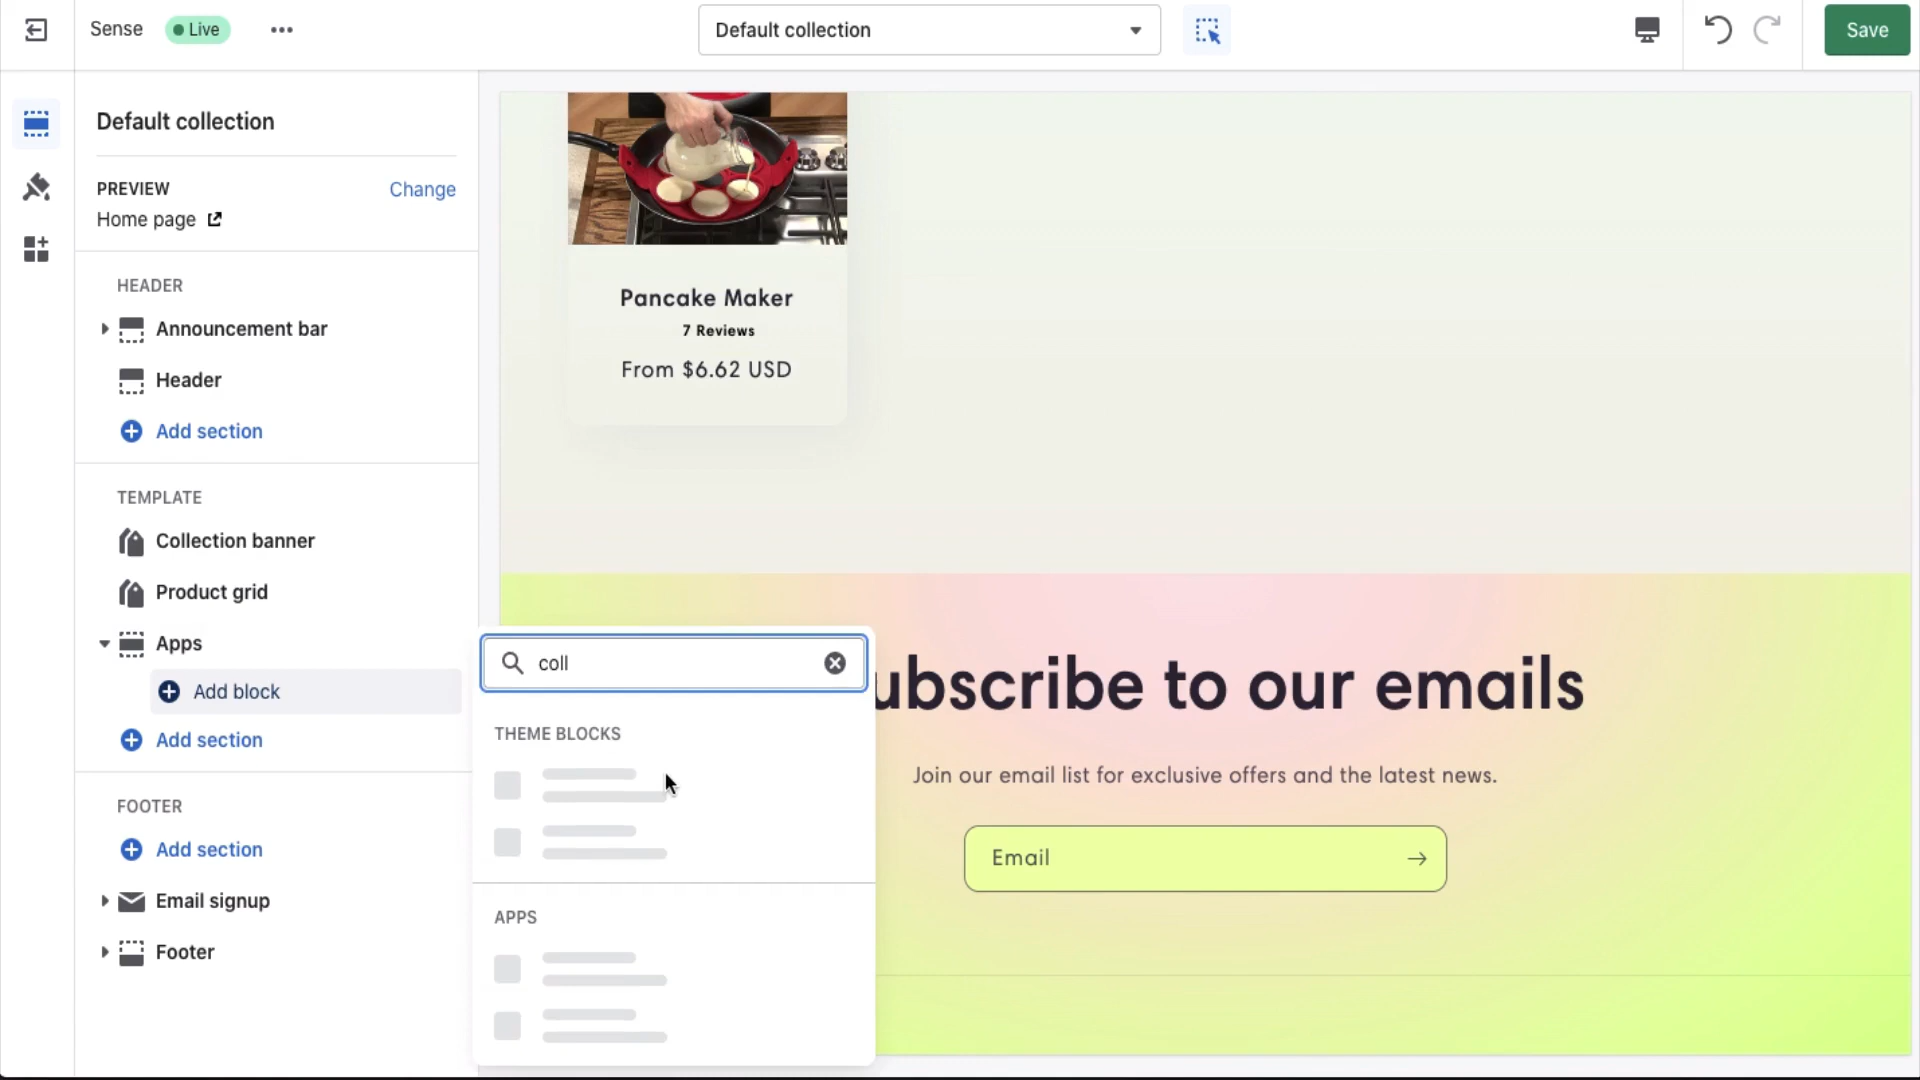 Sense
Live
Default collection
Save
Default collection
PREVIEW
Change
Home page
HEADER
Announcement bar
Header
Add section
TEMPLATE
Collection banner
Product grid
Apps
Add block
Add section
FOOTER
Add section
Email signup
Footer
coll
THEME BLOCKS
APPS
Pancake Maker
7 Reviews
From $6.62 USD
ubscribe to our emails
Join our email list for exclusive offers and the latest news.
Email